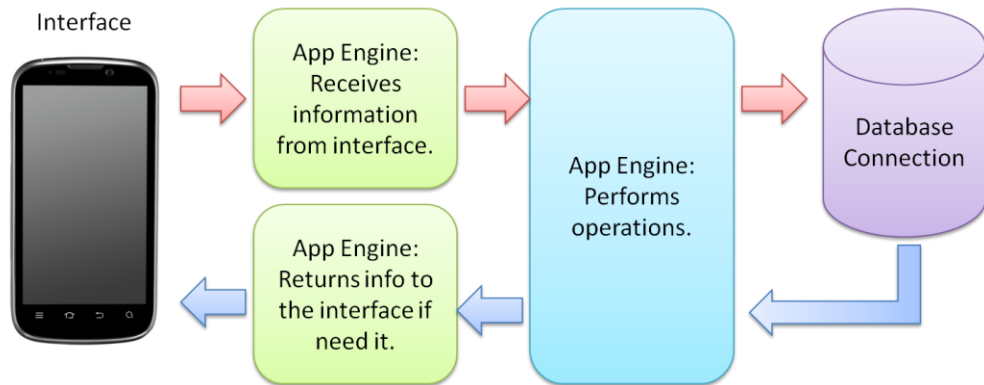 Interface
App Engine:
Receives
information
from interface.
App Engine:
Performs
operations.
Database
Connection
App Engine:
Returns info to
the interface if
need it.